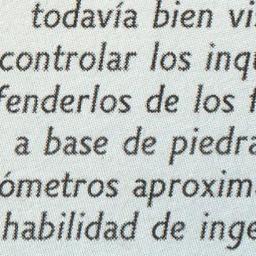 todavía bien vi
controlar los inq
fenderlos de los
a base de piedra
ómetros aproxim
habilidad de inge